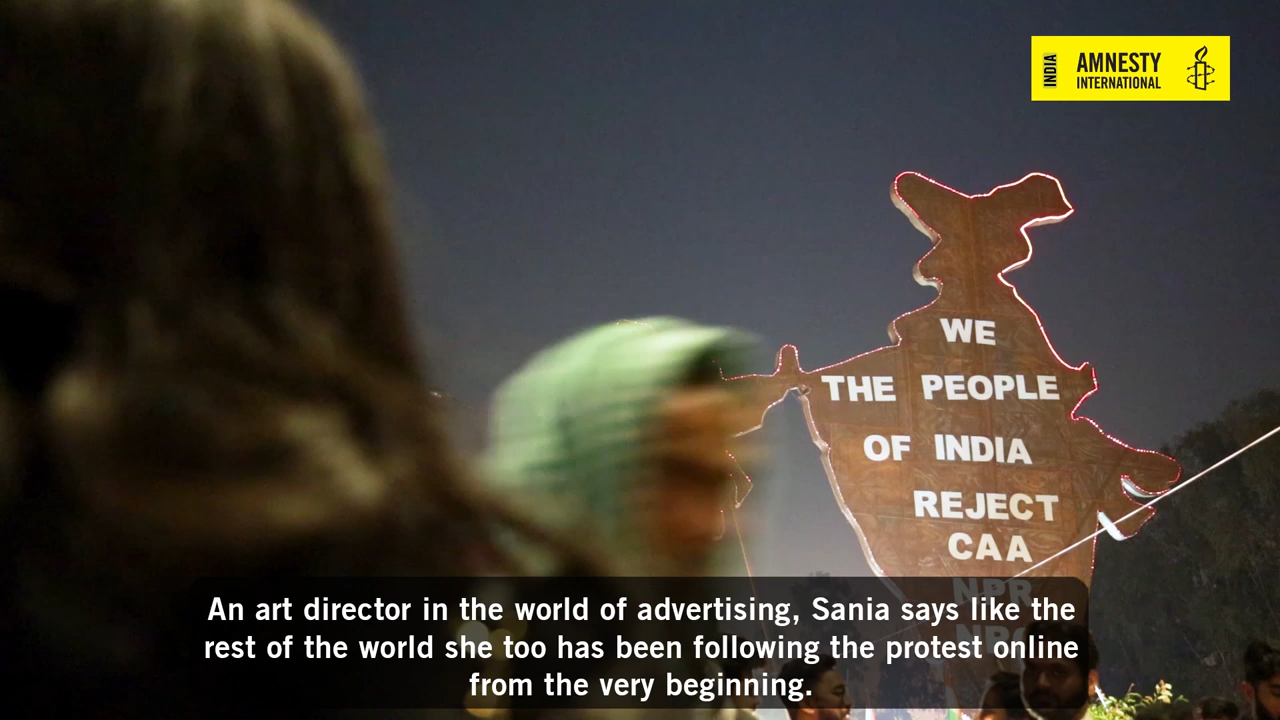 INDIA
AMNESTY
INTERNATIONAL
WE
THE PEOPLE
OF INDIA
REJECT
CAA
NPR
NRC
An art director in the world of advertising, Sania says like the
rest of the world she too has been following the protest online
from the very beginning.